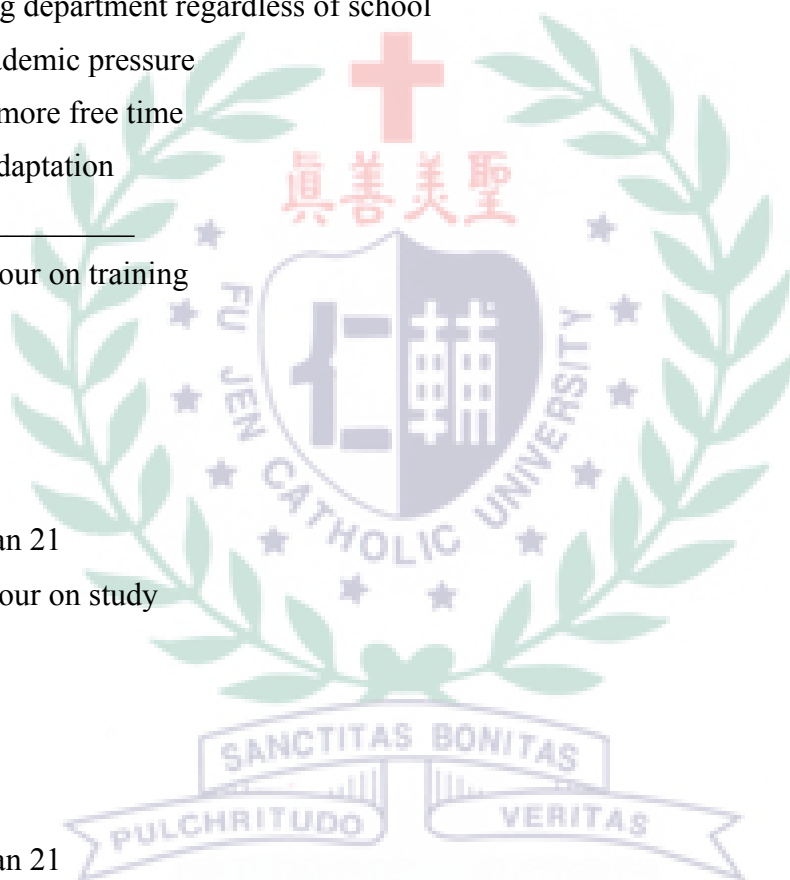 g department regardless of school
ademic pressure
more free time
daptation
眞善美聖
our on training
仁輔
FU JEN CATHOLIC UNIVERSITY
an 21
our on study
SANCTITAS BONITAS
PULCHRITUDO VERITAS
an 21